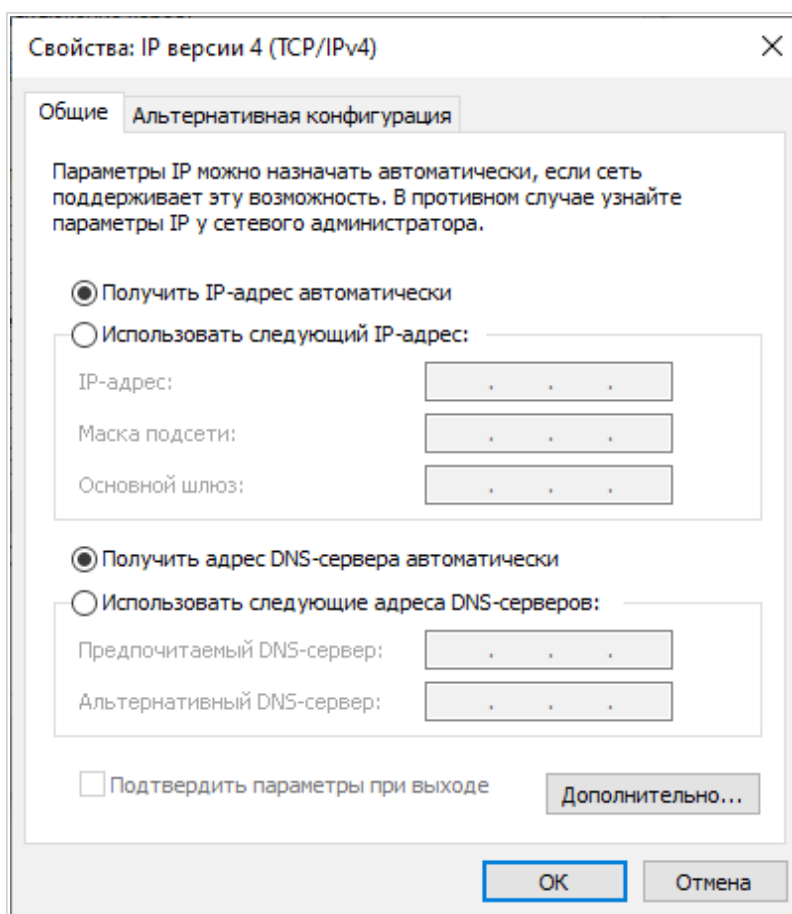 Свойства: IP версии 4 (TCP/IPv4)
Общие
Альтернативная конфигурация
Параметры IP можно назначать автоматически, если сеть
поддерживает эту возможность. В противном случае узнайте
параметры IP у сетевого администратора.
Получить IP-адрес автоматически
Использовать следующий IP-адрес:
IP-адрес:
Маска подсети:
Основной шлюз:
Получить адрес DNS-сервера автоматически
Использовать следующие адреса DNS-серверов:
Предпочитаемый DNS-сервер:
Альтернативный DNS-сервер:
Подтвердить параметры при выходе
Дополнительно...
ОК
Отмена